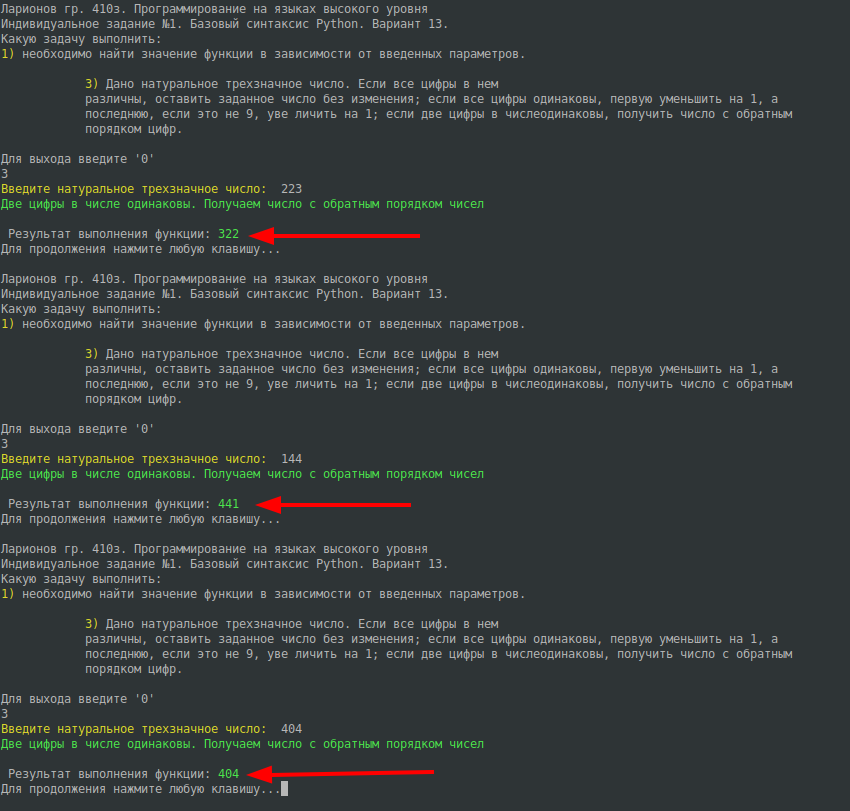 Ларионов гр. 410з. Программирование на языках высокого уровня
Индивидуальное задание №1. Базовый синтаксис Python. Вариант 13.
Какую задачу выполнить:
1) необходимо найти значение функции в зависимости от введенных параметров.
3) Дано натуральное трехзначное число. Если все цифры в нем
различны, оставить заданное число без изменения; если все цифры одинаковы, первую уменьшить на 1, а
последнюю, если это не 9, уве личить на 1; если две цифры в числеодинаковы, получить число с обратным
порядком цифр.
Для выхода введите '0'
3
Введите натуральное трехзначное число:  223
Две цифры в числе одинаковы. Получаем число с обратным порядком чисел
Результат выполнения функции: 322
Для продолжения нажмите любую клавишу...
Ларионов гр. 410з. Программирование на языках высокого уровня
Индивидуальное задание №1. Базовый синтаксис Python. Вариант 13.
Какую задачу выполнить:
1) необходимо найти значение функции в зависимости от введенных параметров.
3) Дано натуральное трехзначное число. Если все цифры в нем
различны, оставить заданное число без изменения; если все цифры одинаковы, первую уменьшить на 1, а
последнюю, если это не 9, уве личить на 1; если две цифры в числеодинаковы, получить число с обратным
порядком цифр.
Для выхода введите '0'
3
Введите натуральное трехзначное число:  144
Две цифры в числе одинаковы. Получаем число с обратным порядком чисел
Результат выполнения функции: 441
Для продолжения нажмите любую клавишу...
Ларионов гр. 410з. Программирование на языках высокого уровня
Индивидуальное задание №1. Базовый синтаксис Python. Вариант 13.
Какую задачу выполнить:
1) необходимо найти значение функции в зависимости от введенных параметров.
3) Дано натуральное трехзначное число. Если все цифры в нем
различны, оставить заданное число без изменения; если все цифры одинаковы, первую уменьшить на 1, а
последнюю, если это не 9, уве личить на 1; если две цифры в числеодинаковы, получить число с обратным
порядком цифр.
Для выхода введите '0'
3
Введите натуральное трехзначное число:  404
Две цифры в числе одинаковы. Получаем число с обратным порядком чисел
Результат выполнения функции: 404
Для продолжения нажмите любую клавишу...